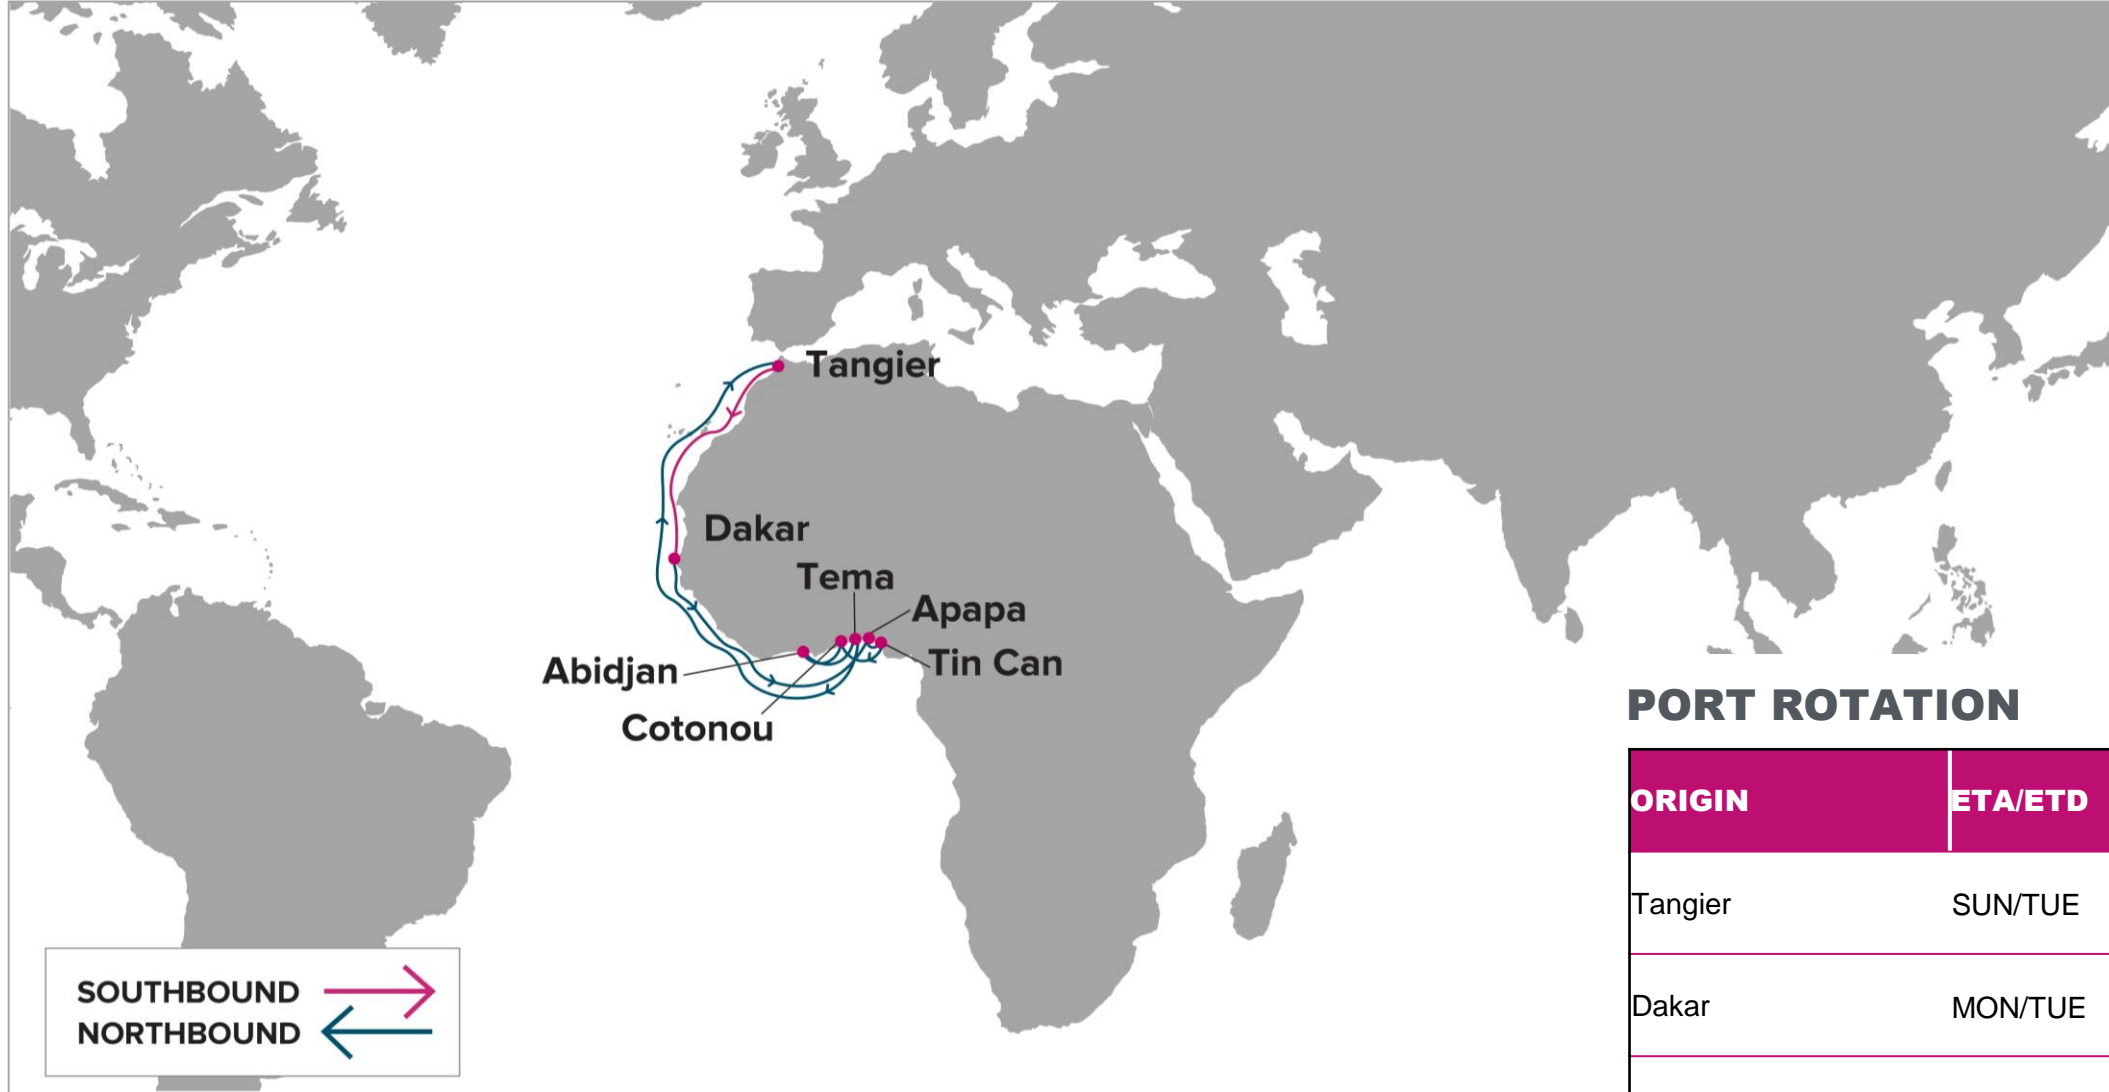 Tangier
Dakar
Tema
Apapa
Abidjan
Tin Can
Cotonou
SOUTHBOUND
NORTHBOUND
PORT ROTATION
ORIGIN ETA/ETD
Tangier SUN/TUE
Dakar MON/TUE